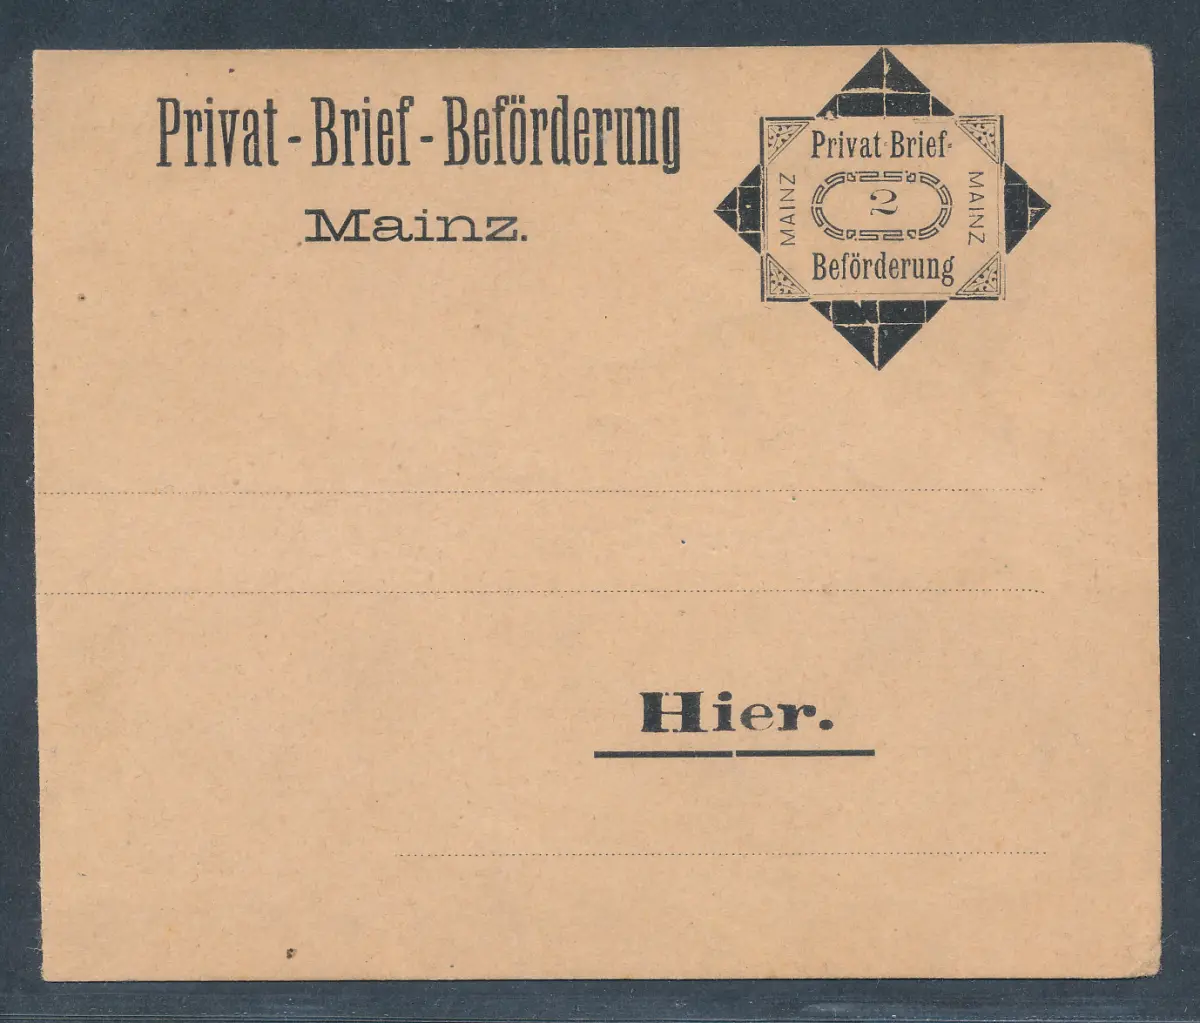 Privat-Brief-Beförderung
Mainz.
Privat-Brief-
MAINZ
2
MAINZ
Beförderung
Hier.